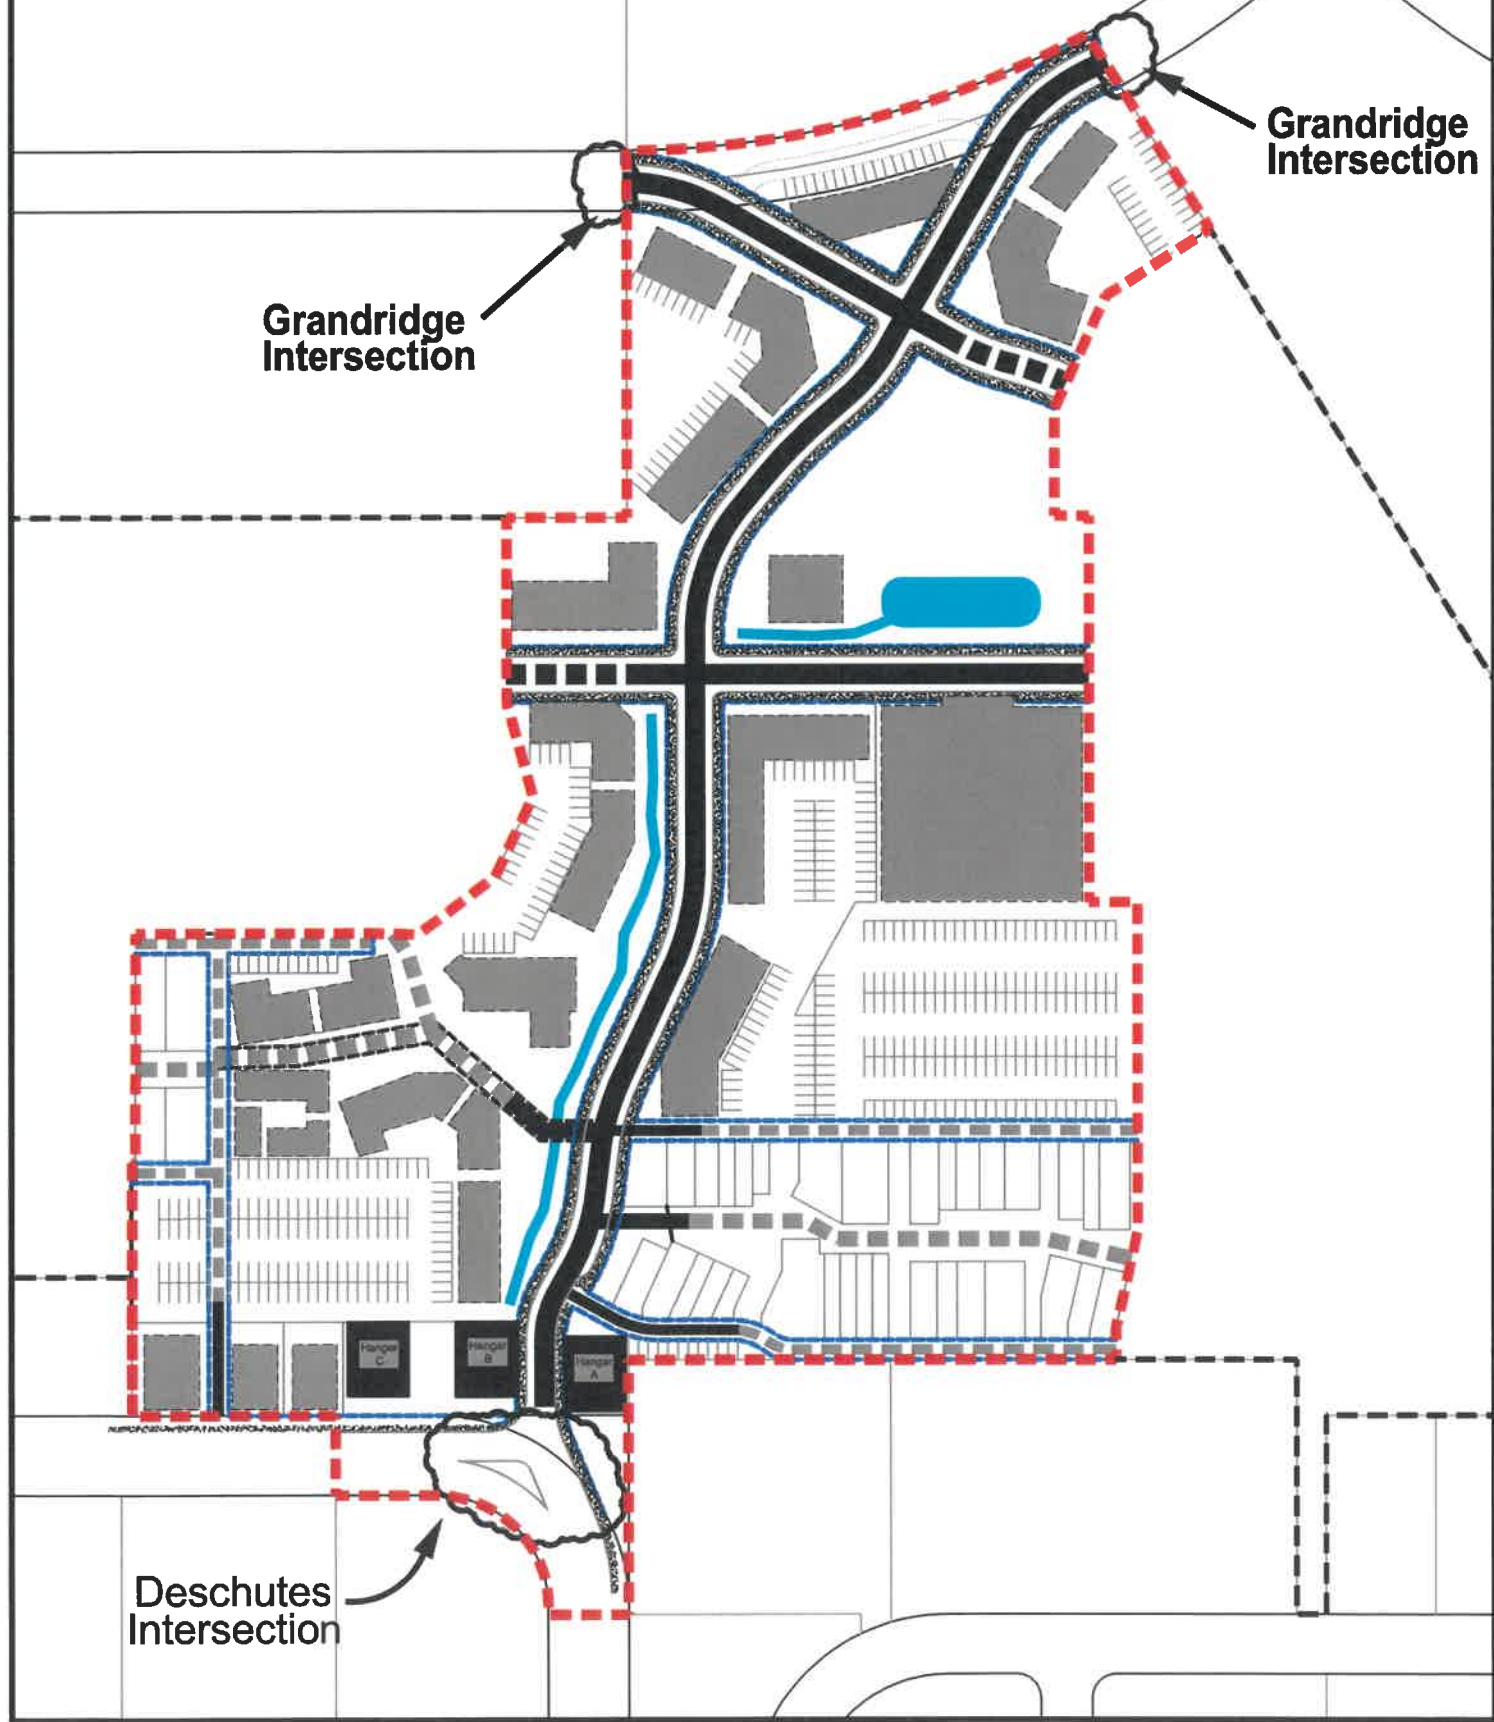 Grandridge
Intersection
Grandridge
Intersection
Hangar
C
Hangar
B
Hangar
A
Deschutes
Intersection